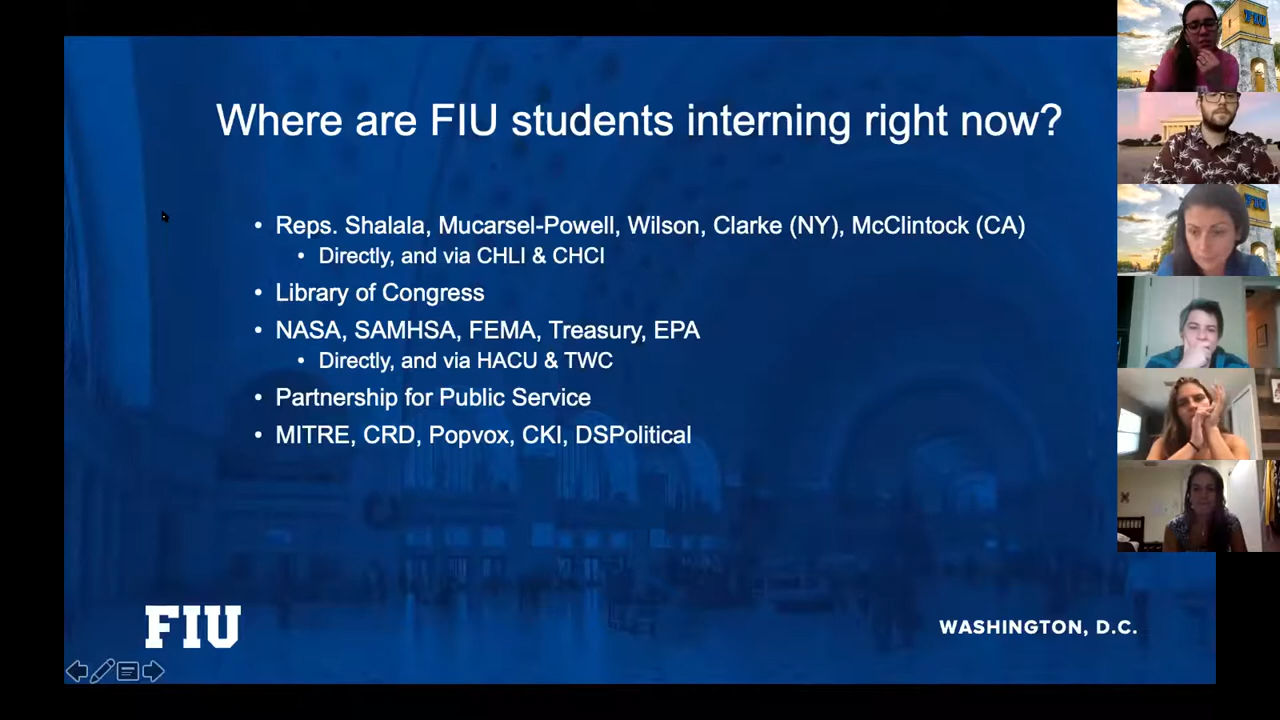 Where are FIU students interning right now?
• Reps. Shalala, Mucarsel-Powell, Wilson, Clarke (NY), McClintock (CA)
• Directly, and via CHLI & CHCI
• Library of Congress
• NASA, SAMHSA, FEMA, Treasury, EPA
• Directly, and via HACU & TWC
• Partnership for Public Service
• MITRE, CRD, Popvox, CKI, DSPolitical
FIU
WASHINGTON, D.C.
FIU
FIU